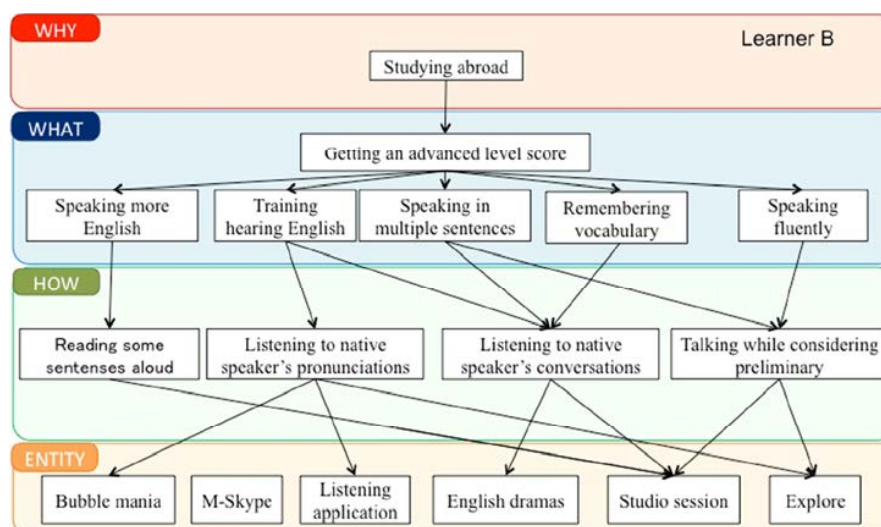 WHY
Learner B
Studying abroad
WHAT
Getting an advanced level score
Speaking more
English
Training
hearing English
Speaking in
multiple sentences
Remembering
vocabulary
Speaking
fluently
HOW
Reading some
sentenses aloud
Listening to native
speaker's pronunciations
Listening to native
speaker's conversations
Talking while considering
preliminary
ENTITY
Bubble mania
M-Skype
Listening
application
English dramas
Studio session
Explore